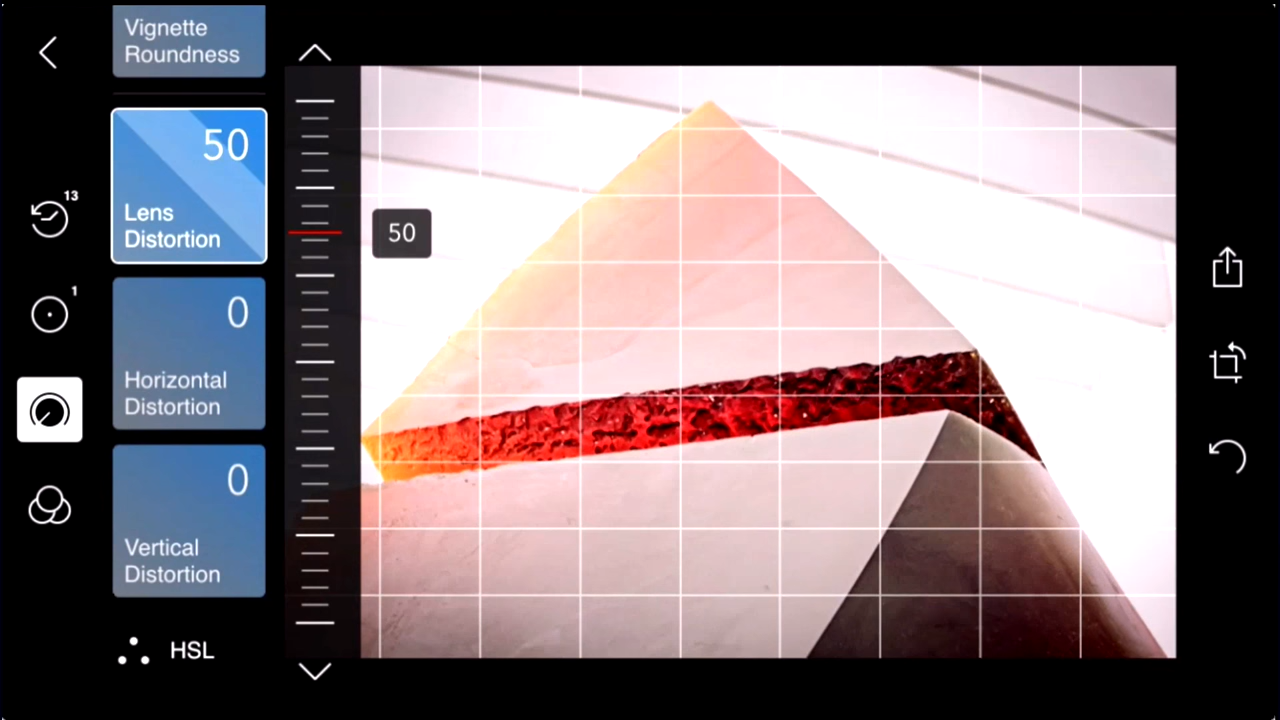 Vignette
Roundness
50
Lens
Distortion
0
Horizontal
Distortion
0
Vertical
Distortion
HSL
13
1
50